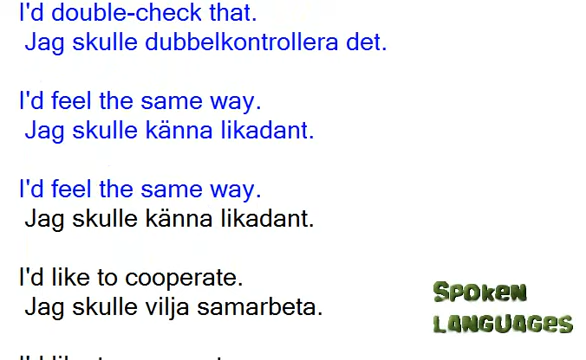 I'd double-check that.
Jag skulle dubbelkontrollera det.
I'd feel the same way.
Jag skulle känna likadant.
I'd feel the same way.
Jag skulle känna likadant.
I'd like to cooperate.
Jag skulle vilja samarbeta.
Spoken
Languages